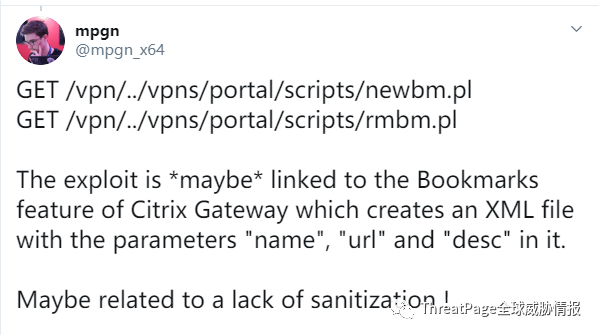 mpgn
@mpgn_x64
GET /vpn/../vpns/portal/scripts/newbm.pl
GET /vpn/../vpns/portal/scripts/rmbm.pl
The exploit is *maybe* linked to the Bookmarks
feature of Citrix Gateway which creates an XML file
with the parameters "name", "url" and "desc" in it.
Maybe related to a lack of sanitization !
ThreatPage全球威胁情报